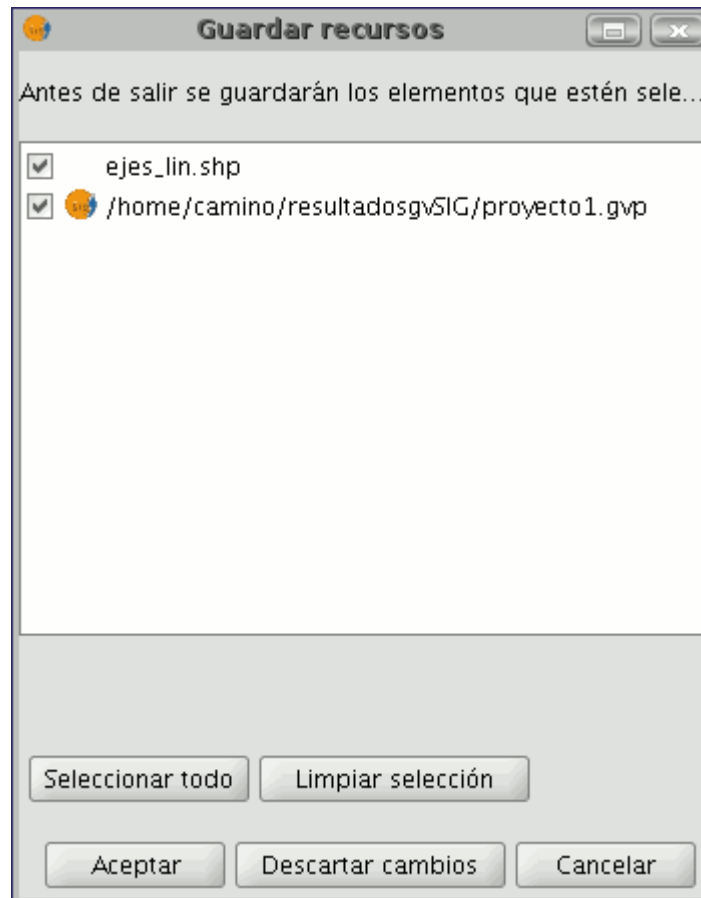 Guardar recursos
Antes de salir se guardarán los elementos que estén sele...
ejes_lin.shp
/home/camino/resultadosgvSIG/proyecto1.gvp
Seleccionar todo
Limpiar selección
Aceptar
Descartar cambios
Cancelar